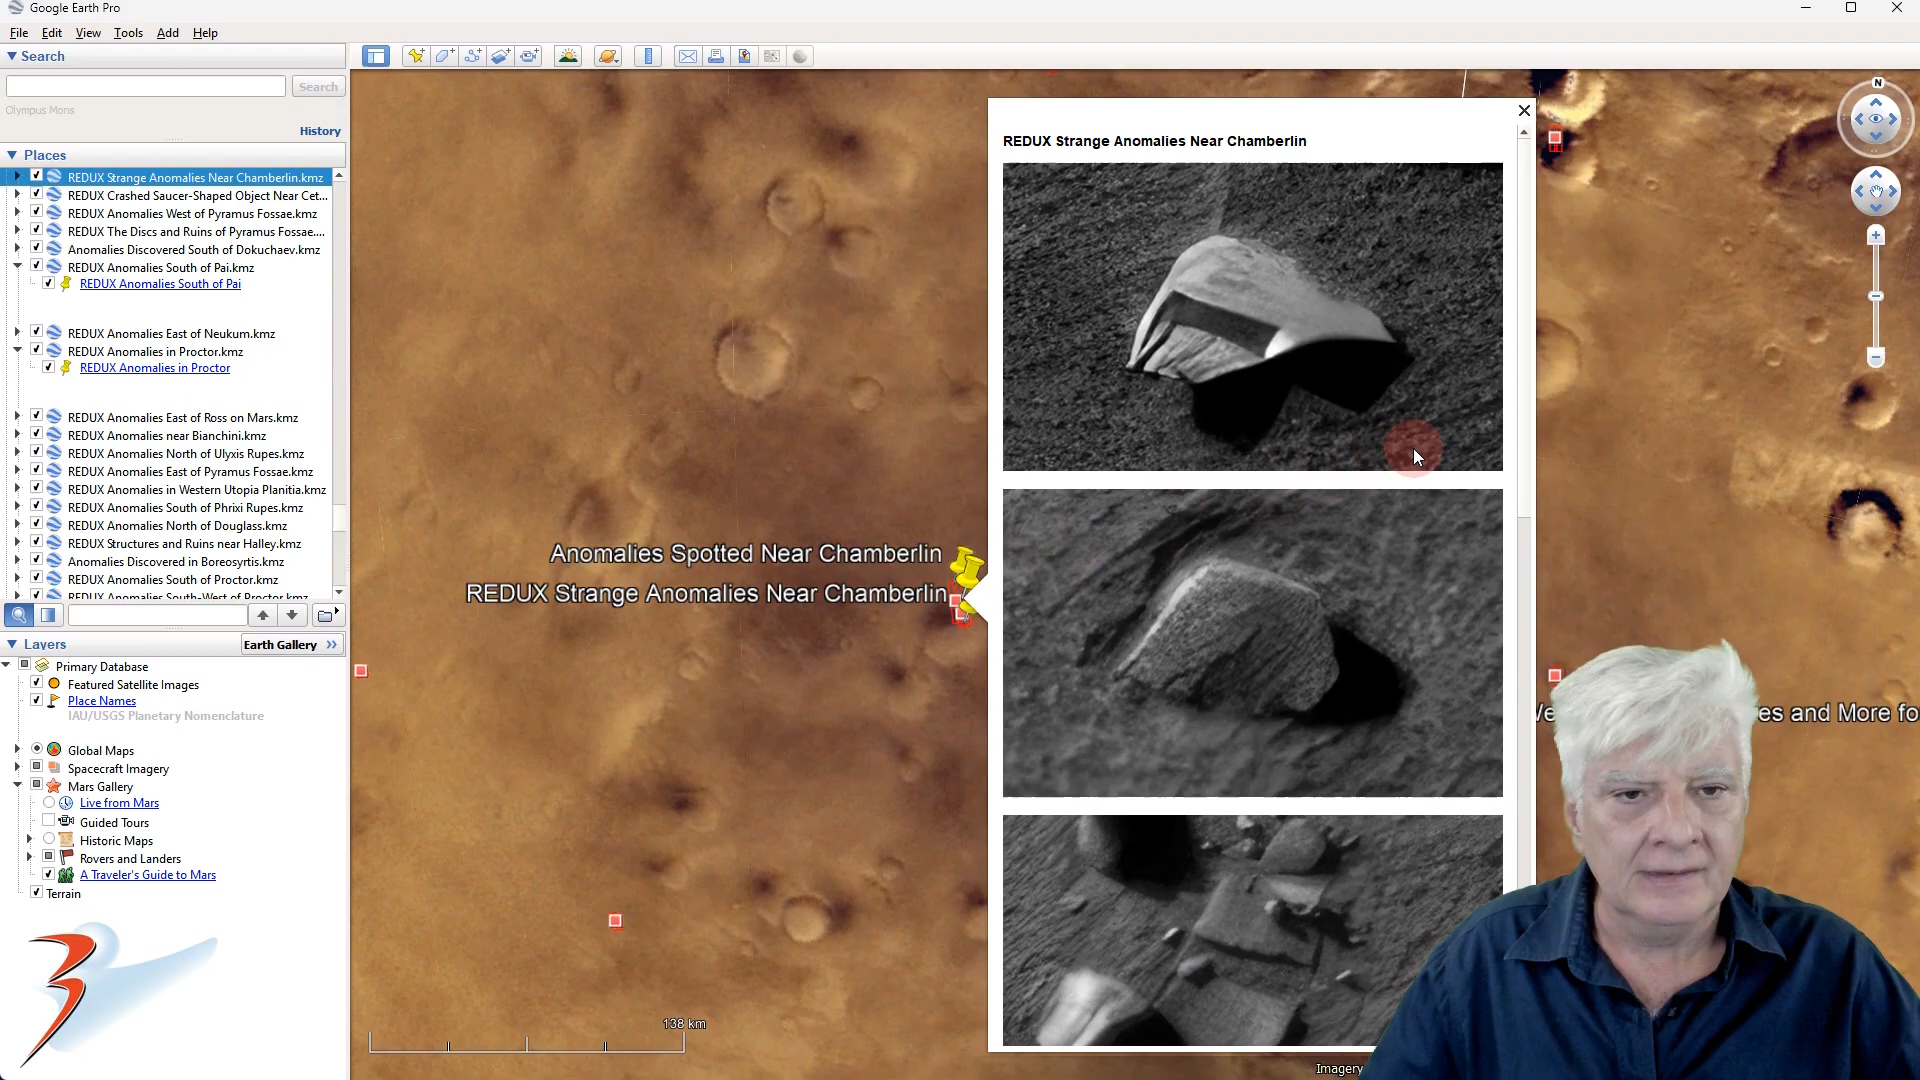 Google Earth Pro
File Edit View Tools Add Help
Search
Search
Olympus Mons
History
Places
REDUX Strange Anomalies Near Chamberlin.kmz
REDUX Crashed Saucer-Shaped Object Near Cet...
REDUX Anomalies West of Pyramus Fossae.kmz
REDUX The Discs and Ruins of Pyramus Fossae....
Anomalies Discovered South of Dokuchaev.kmz
REDUX Anomalies South of Pai.kmz
REDUX Anomalies South of Pai
REDUX Anomalies East of Neukum.kmz
REDUX Anomalies in Proctor.kmz
REDUX Anomalies in Proctor
REDUX Anomalies East of Ross on Mars.kmz
REDUX Anomalies near Bianchini.kmz
REDUX Anomalies North of Ulyxis Rupes.kmz
REDUX Anomalies East of Pyramus Fossae.kmz
REDUX Anomalies in Western Utopia Planitia.kmz
REDUX Anomalies South of Phrixi Rupes.kmz
REDUX Anomalies North of Douglass.kmz
REDUX Structures and Ruins near Halley.kmz
Anomalies Discovered in Boreosyrtis.kmz
REDUX Anomalies South of Proctor.kmz
REDUX Anomalies South-West of Proctor.kmz
Layers
Earth Gallery >>
Primary Database
Featured Satellite Images
Place Names
IAU/USGS Planetary Nomenclature
Global Maps
Spacecraft Imagery
Mars Gallery
Live from Mars
Guided Tours
Historic Maps
Rovers and Landers
A Traveler's Guide to Mars
Terrain
Anomalies Spotted Near Chamberlin
REDUX Strange Anomalies Near Chamberlin
138 km
REDUX Strange Anomalies Near Chamberlin
N
es and More fo
Imagery